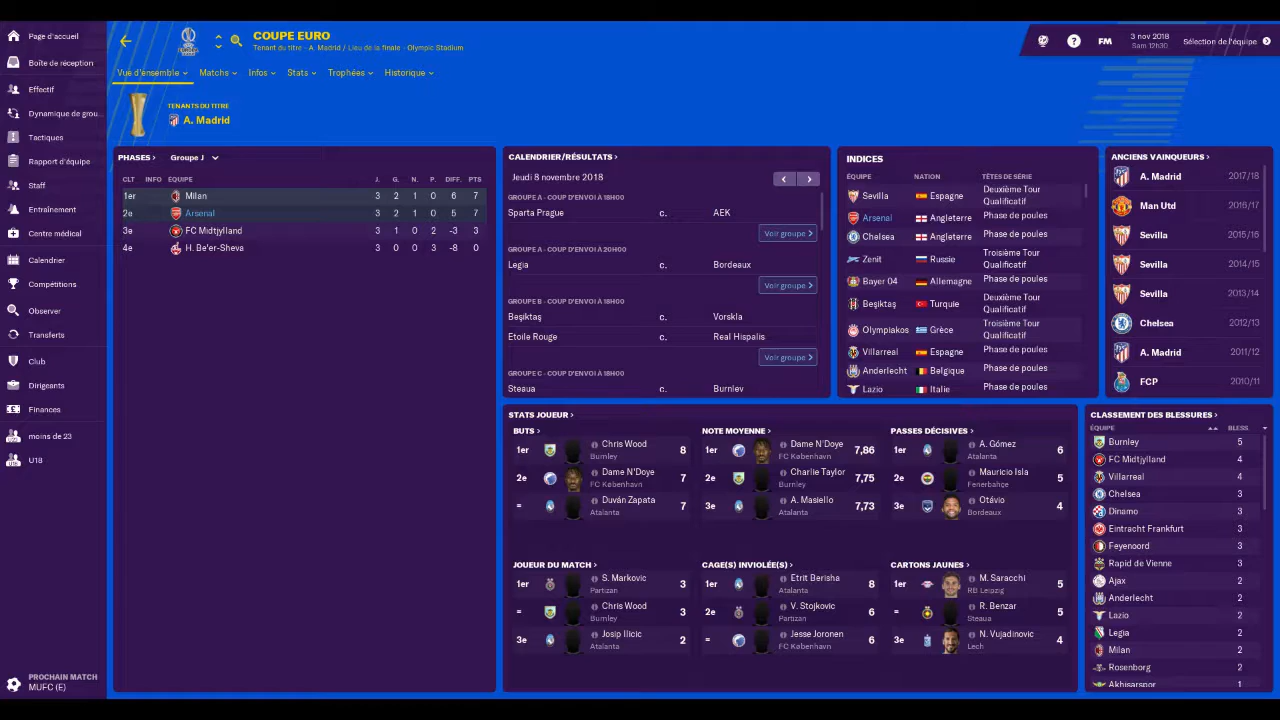 Page d'accueil
Boîte de réception
Effectif
Dynamique de grou...
Tactiques
Rapport d'équipe
Staff
Entraînement
Centre médical
Calendrier
Compétitions
Observer
Transferts
Club
Dirigeants
Finances
moins de 23
U18
PROCHAIN MATCH
MUFC (E)
COUPE EURO
Tenant du titre - A. Madrid / Lieu de la finale - Olympic Stadium
FM
3 nov 2018
Sam 12h30
Sélection de l'équipe
Vue d'ensemble Matchs Infos Stats Trophées Historique
TENANTS DU TITRE
A. Madrid
PHASES Groupe J
CLT INFO ÉQUIPE J. G. N. P. DIFF. PTS
1er Milan 3 2 1 0 6 7
2e Arsenal 3 2 1 0 5 7
3e FC Midtjylland 3 1 0 2 -3 3
4e H. Be'er-Sheva 3 0 0 3 -8 0
CALENDRIER/RÉSULTATS
Jeudi 8 novembre 2018
GROUPE A - COUP D'ENVOI À 18H00
Sparta Prague c. AEK
Voir groupe
GROUPE A - COUP D'ENVOI À 20H00
Legia c. Bordeaux
Voir groupe
GROUPE B - COUP D'ENVOI À 18H00
Beşiktaş c. Vorskla
Etoile Rouge c. Real Hispalis
Voir groupe
GROUPE C - COUP D'ENVOI À 18H00
Steaua c. Burnley
INDICES
ÉQUIPE NATION TÊTES DE SÉRIE
Sevilla Espagne Deuxième Tour Qualificatif
Arsenal Angleterre Phase de poules
Chelsea Angleterre Phase de poules
Zenit Russie Troisième Tour Qualificatif
Bayer 04 Allemagne Phase de poules
Beşiktaş Turquie Deuxième Tour Qualificatif
Olympiakos Grèce Troisième Tour Qualificatif
Villarreal Espagne Phase de poules
Anderlecht Belgique Phase de poules
Lazio Italie Phase de poules
ANCIENS VAINQUEURS
A. Madrid 2017/18
Man Utd 2016/17
Sevilla 2015/16
Sevilla 2014/15
Sevilla 2013/14
Chelsea 2012/13
A. Madrid 2011/12
FCP 2010/11
STATS JOUEUR
BUTS
1er Chris Wood 8
Burnley
2e Dame N'Doye 7
FC København
= Duván Zapata 7
Atalanta
NOTE MOYENNE
1er Dame N'Doye 7,86
FC København
2e Charlie Taylor 7,75
Burnley
3e A. Masiello 7,73
Atalanta
PASSES DÉCISIVES
1er A. Gómez 6
Atalanta
2e Mauricio Isla 5
Fenerbahçe
3e Otávio 4
Bordeaux
JOUEUR DU MATCH
1er S. Markovic 3
Partizan
= Chris Wood 3
Burnley
3e Josip Ilicic 2
Atalanta
CAGE(S) INVIOLÉE(S)
1er Etrit Berisha 8
Atalanta
2e V. Stojkovic 6
Partizan
= Jesse Joronen 6
FC København
CARTONS JAUNES
1er M. Saracchi 5
RB Leipzig
= R. Benzar 5
Steaua
3e N. Vujadinovic 4
Lech
CLASSEMENT DES BLESSURES
ÉQUIPE BLESS.
Burnley 5
FC Midtjylland 4
Villarreal 4
Chelsea 3
Dinamo 3
Eintracht Frankfurt 3
Feyenoord 3
Rapid de Vienne 3
Ajax 2
Anderlecht 2
Lazio 2
Legia 2
Milan 2
Rosenborg 2
Akhisarspor 1